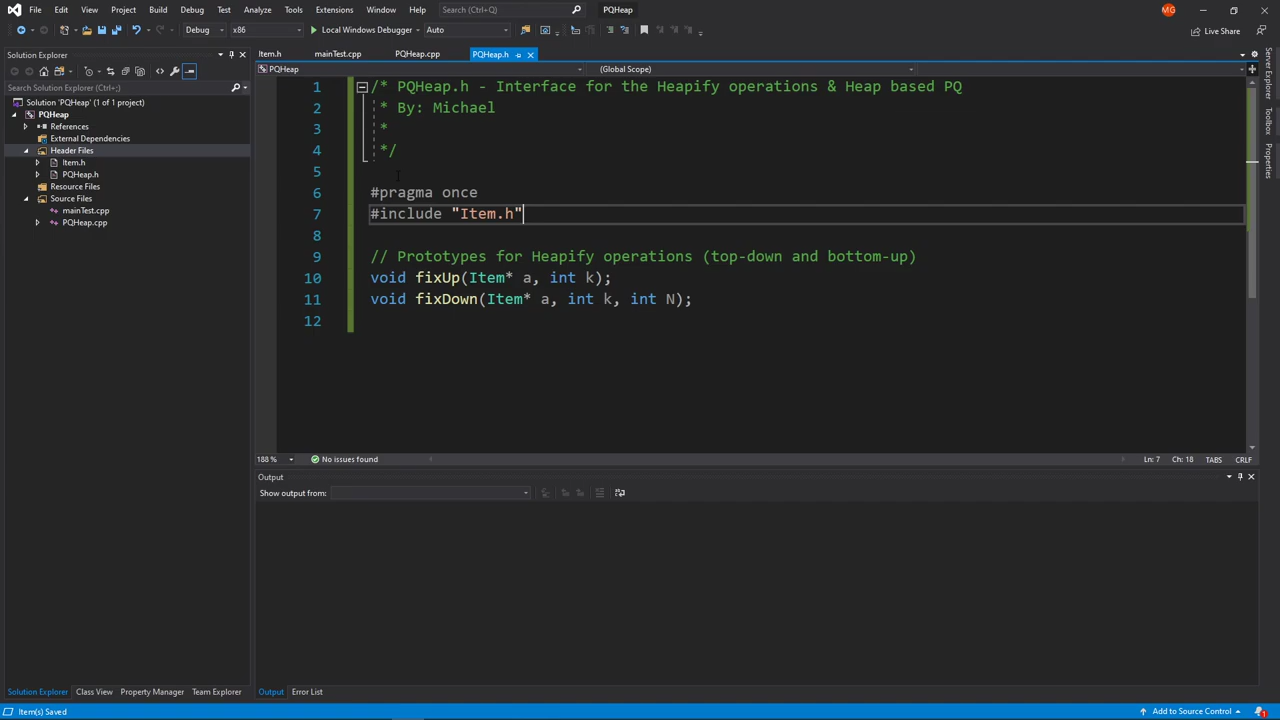 File Edit View Project Build Debug Test Analyze Tools Extensions Window Help Search (Ctrl+Q) PQHeap MG
Debug x86 Local Windows Debugger Auto Live Share
Solution Explorer
Search Solution Explorer (Ctrl+;)
Solution 'PQHeap' (1 of 1 project)
PQHeap
References
External Dependencies
Header Files
Item.h
PQHeap.h
Resource Files
Source Files
mainTest.cpp
PQHeap.cpp
Item.h mainTest.cpp PQHeap.cpp PQHeap.h
PQHeap (Global Scope)
1 /* PQHeap.h - Interface for the Heapify operations & Heap based PQ
2 * By: Michael
3 *
4 */
5
6 #pragma once
7 #include "Item.h"
8
9 // Prototypes for Heapify operations (top-down and bottom-up)
10 void fixUp(Item* a, int k);
11 void fixDown(Item* a, int k, int N);
12
188 % No issues found Ln: 7 Ch: 18 TABS CRLF
Output
Show output from:
Server Explorer
Toolbox
Properties
Solution Explorer Class View Property Manager Team Explorer
Output Error List
Item(s) Saved Add to Source Control 1